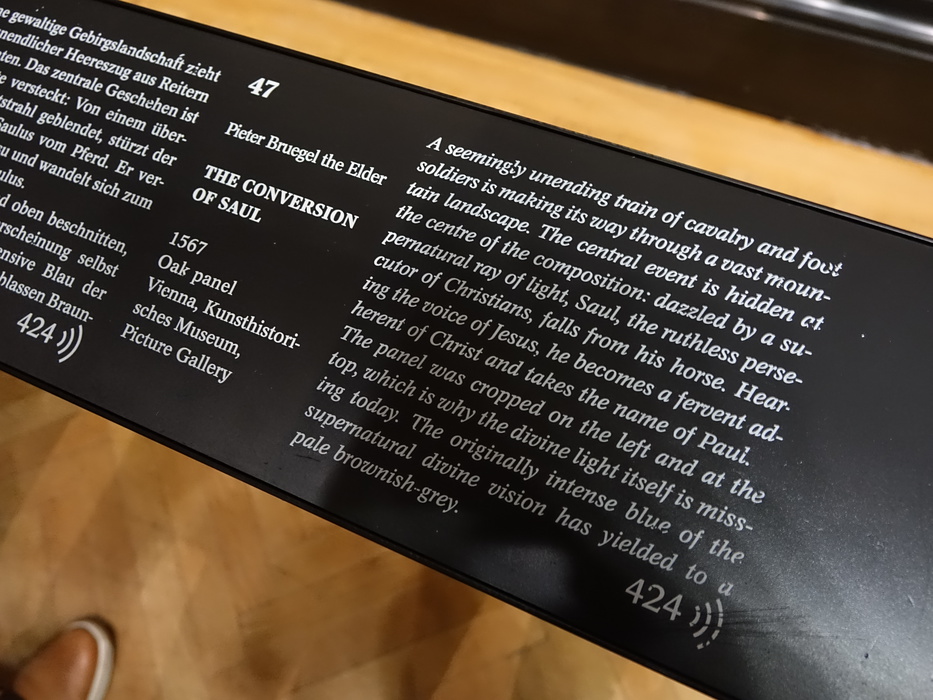 ne gewaltige Gebirgslandschaft zieht
nendlicher Heereszug aus Reitern
ten. Das zentrale Geschehen ist
e versteckt: Von einem über-
tstrahl geblendet, stürzt der
Saulus vom Pferd. Er ver-
zu und wandelt sich zum
ulus.
d oben beschnitten,
rscheinung selbst
ensive Blau der
blassen Braun-
424
47
Pieter Bruegel the Elder
THE CONVERSION
OF SAUL
1567
Oak panel
Vienna, Kunsthistori-
sches Museum,
Picture Gallery
A seemingly unending train of cavalry and foot
soldiers is making its way through a vast moun-
tain landscape. The central event is hidden at
the centre of the composition: dazzled by a su-
pernatural ray of light, Saul, the ruthless perse-
cutor of Christians, falls from his horse. Hear-
ing the voice of Jesus, he becomes a fervent ad-
herent of Christ and takes the name of Paul.
The panel was cropped on the left and at the
top, which is why the divine light itself is miss-
ing today. The originally intense blue of the
supernatural divine vision has yielded to a
pale brownish-grey.
424